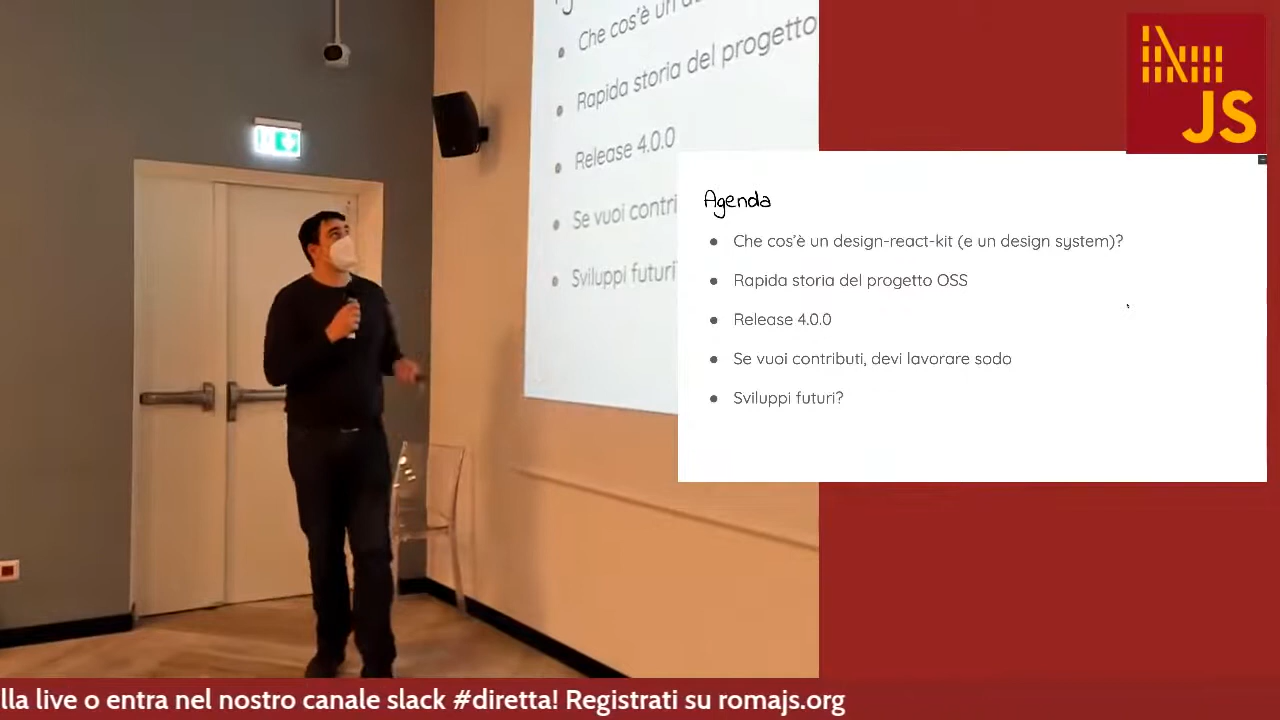 Che cos'è un de
Rapida storia del progetto
Release 4.0.0
Se vuoi contri
Sviluppi futuri?
JS
Agenda
Che cos'è un design-react-kit (e un design system)?
Rapida storia del progetto OSS
Release 4.0.0
Se vuoi contributi, devi lavorare sodo
Sviluppi futuri?
lla live o entra nel nostro canale slack #diretta! Registrati su romajs.org